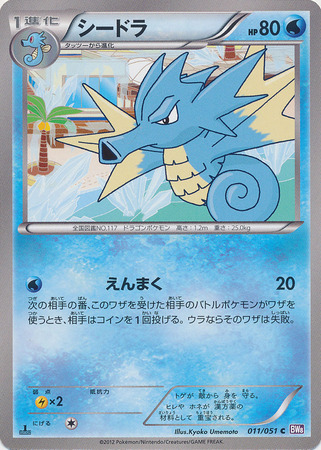 1進化 シードラ HP80
タッツーから進化
全国図鑑NO.117 ドラゴンポケモン 高さ:1.2m 重さ:25.0kg
えんまく 20
次の相手の番、このワザを受けた相手のバトルポケモンがワザを
使うとき、相手はコインを1回投げる。ウラならそのワザは失敗。
弱点 ×2
抵抗力
にげる
トゲが 身を 守る。
ヒレや ホネが 漢方薬の
材料として 重宝される。
Illus.Kyoko Umemoto
BW8 011/051 C
©2012 Pokémon/Nintendo/Creatures/GAME FREAK.